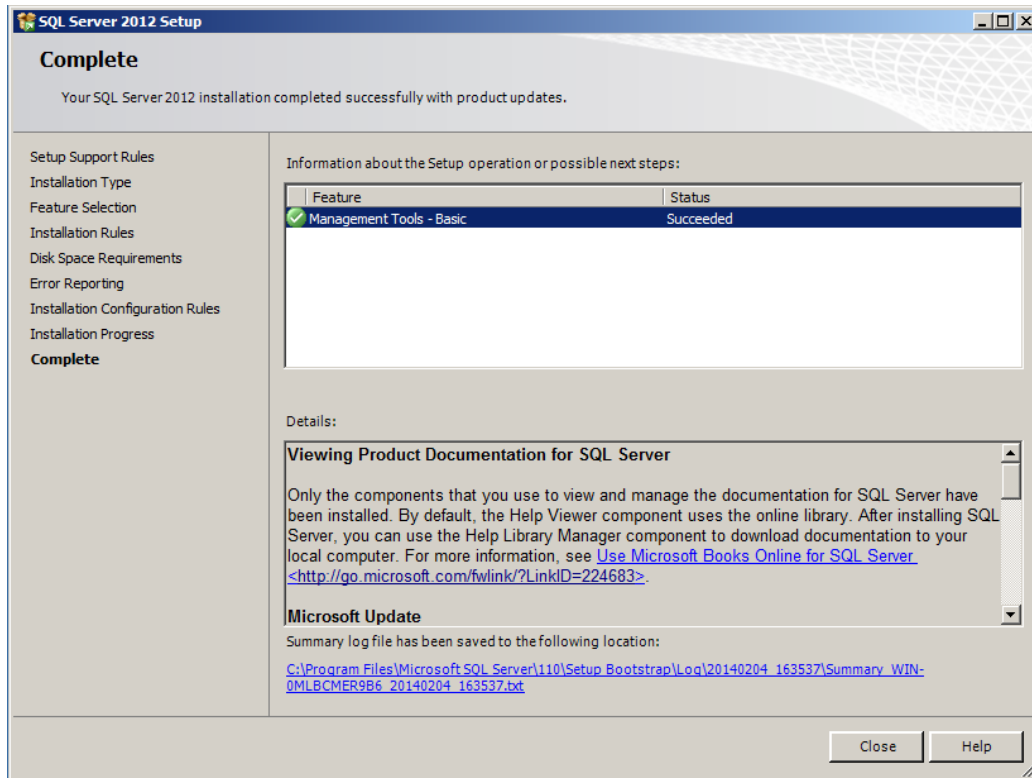 SQL Server 2012 Setup
Complete
Your SQL Server 2012 installation completed successfully with product updates.
Setup Support Rules
Installation Type
Feature Selection
Installation Rules
Disk Space Requirements
Error Reporting
Installation Configuration Rules
Installation Progress
Complete
Information about the Setup operation or possible next steps:
Feature Status
Management Tools - Basic Succeeded
Details:
Viewing Product Documentation for SQL Server
Only the components that you use to view and manage the documentation for SQL Server have
been installed. By default, the Help Viewer component uses the online library. After installing SQL
Server, you can use the Help Library Manager component to download documentation to your
local computer. For more information, see Use Microsoft Books Online for SQL Server
<http://go.microsoft.com/fwlink/?LinkID=224683>.
Microsoft Update
Summary log file has been saved to the following location:
C:\Program Files\Microsoft SQL Server\110\Setup Bootstrap\Log\20140204_163537\Summary_WIN-
0MLBCMER9B6_20140204_163537.txt
Close Help